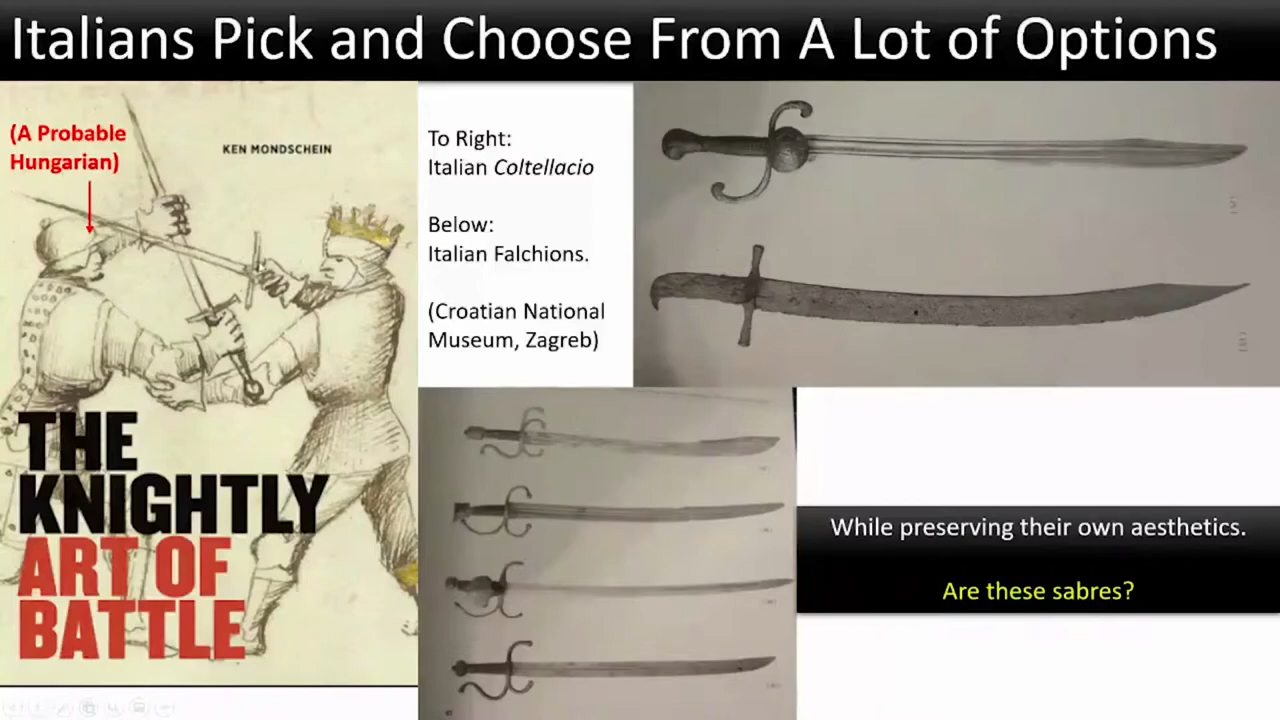 Italians Pick and Choose From A Lot of Options
(A Probable
Hungarian)
KEN MONDSCHEIN
THE
KNIGHTLY
ART OF
BATTLE
To Right:
Italian Coltellacio
Below:
Italian Falchions.
(Croatian National
Museum, Zagreb)
While preserving their own aesthetics.
Are these sabres?